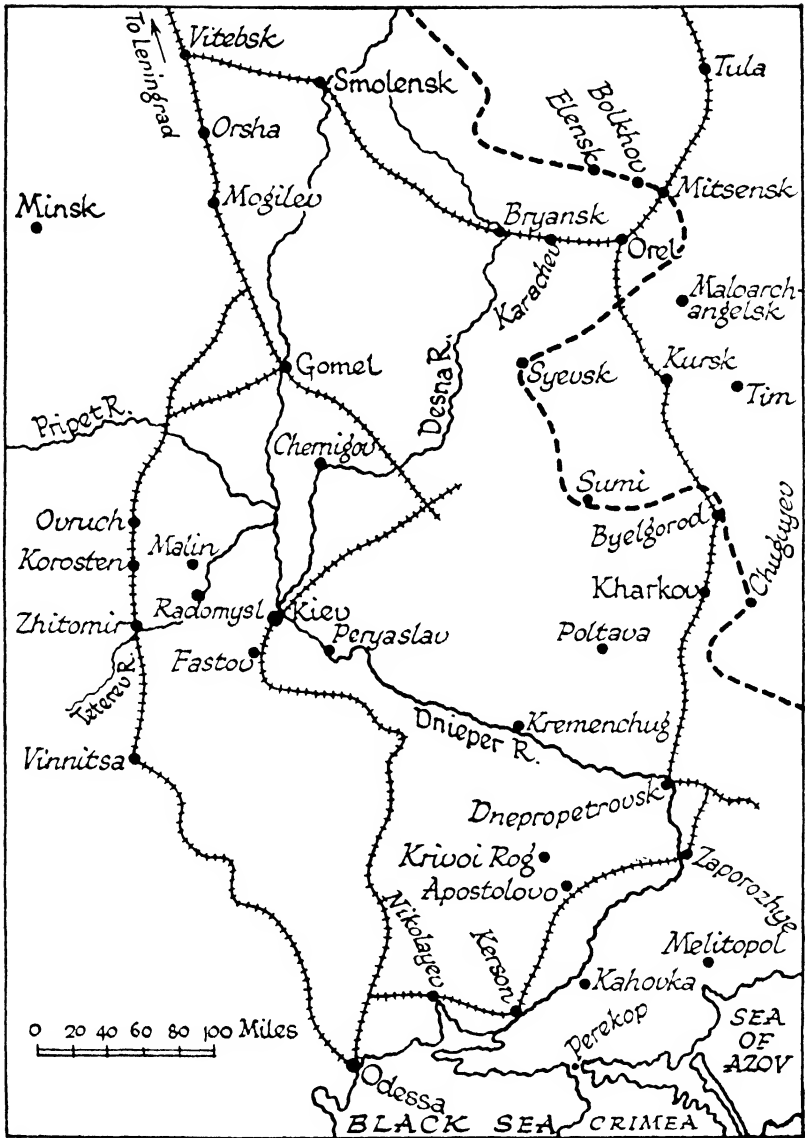 To Leningrad
Vitebsk
Smolensk
Tula
Orsha
Elensk
Bolkhov
Minsk
Mogilev
Mitsensk
Bryansk
Orel
Karachev
Maloarch-
angelsk
Gomel
Desna R.
Syevsk
Kursk
Tim
Pripet R.
Chernigov
Sumi
Ovruch
Malin
Byelgorod
Chuguyev
Korosten
Radomysl
Kiev
Kharkov
Zhitomir
Fastov
Peryaslav
Poltava
Teterev R.
Dnieper R.
Kremenchug
Vinnitsa
Dnepropetrovsk
Krivoi Rog
Apostolovo
Zaporozhye
Nikolayev
Kerson
Melitopol
Kahovka
0 20 40 60 80 100 Miles
Perekop
SEA
OF
AZOV
Odessa
BLACK SEA
CRIMEA